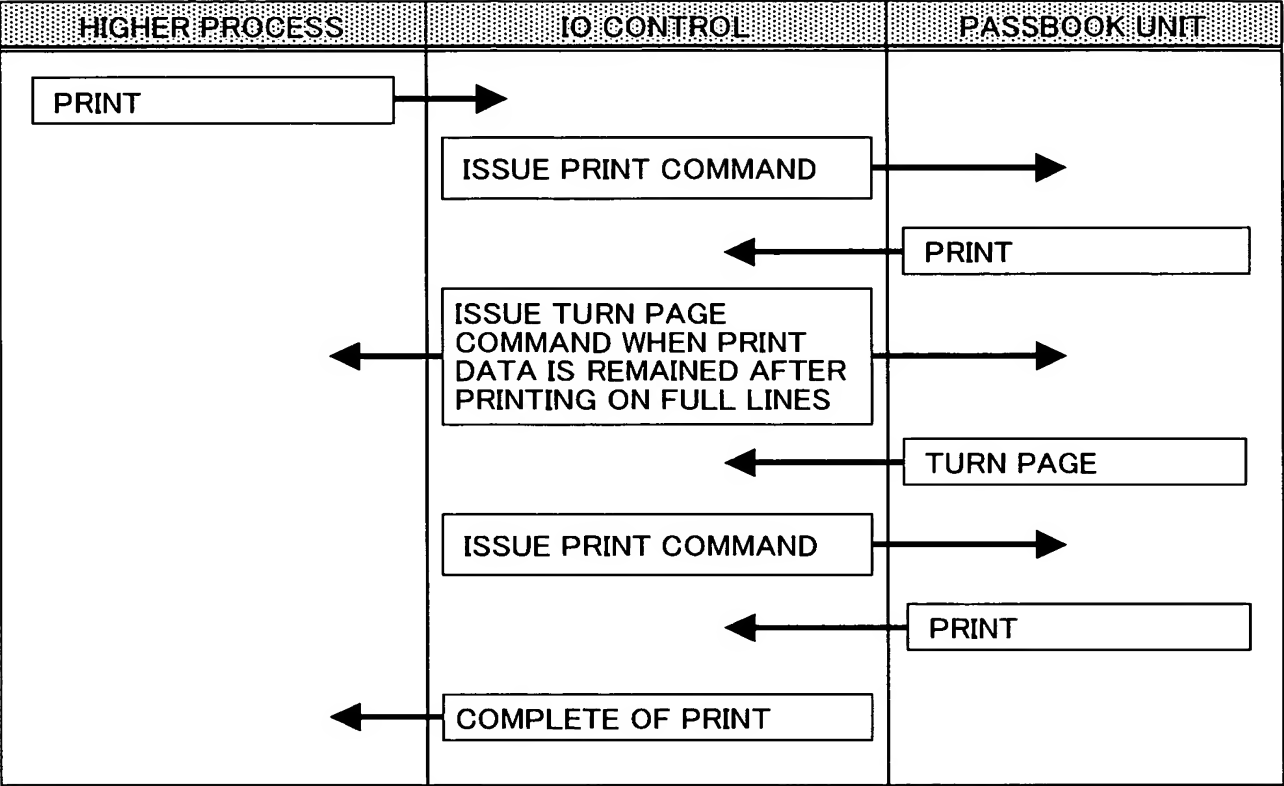 HIGHER PROCESS
IO CONTROL
PASSBOOK UNIT
PRINT
ISSUE PRINT COMMAND
PRINT
ISSUE TURN PAGE
COMMAND WHEN PRINT
DATA IS REMAINED AFTER
PRINTING ON FULL LINES
TURN PAGE
ISSUE PRINT COMMAND
PRINT
COMPLETE OF PRINT